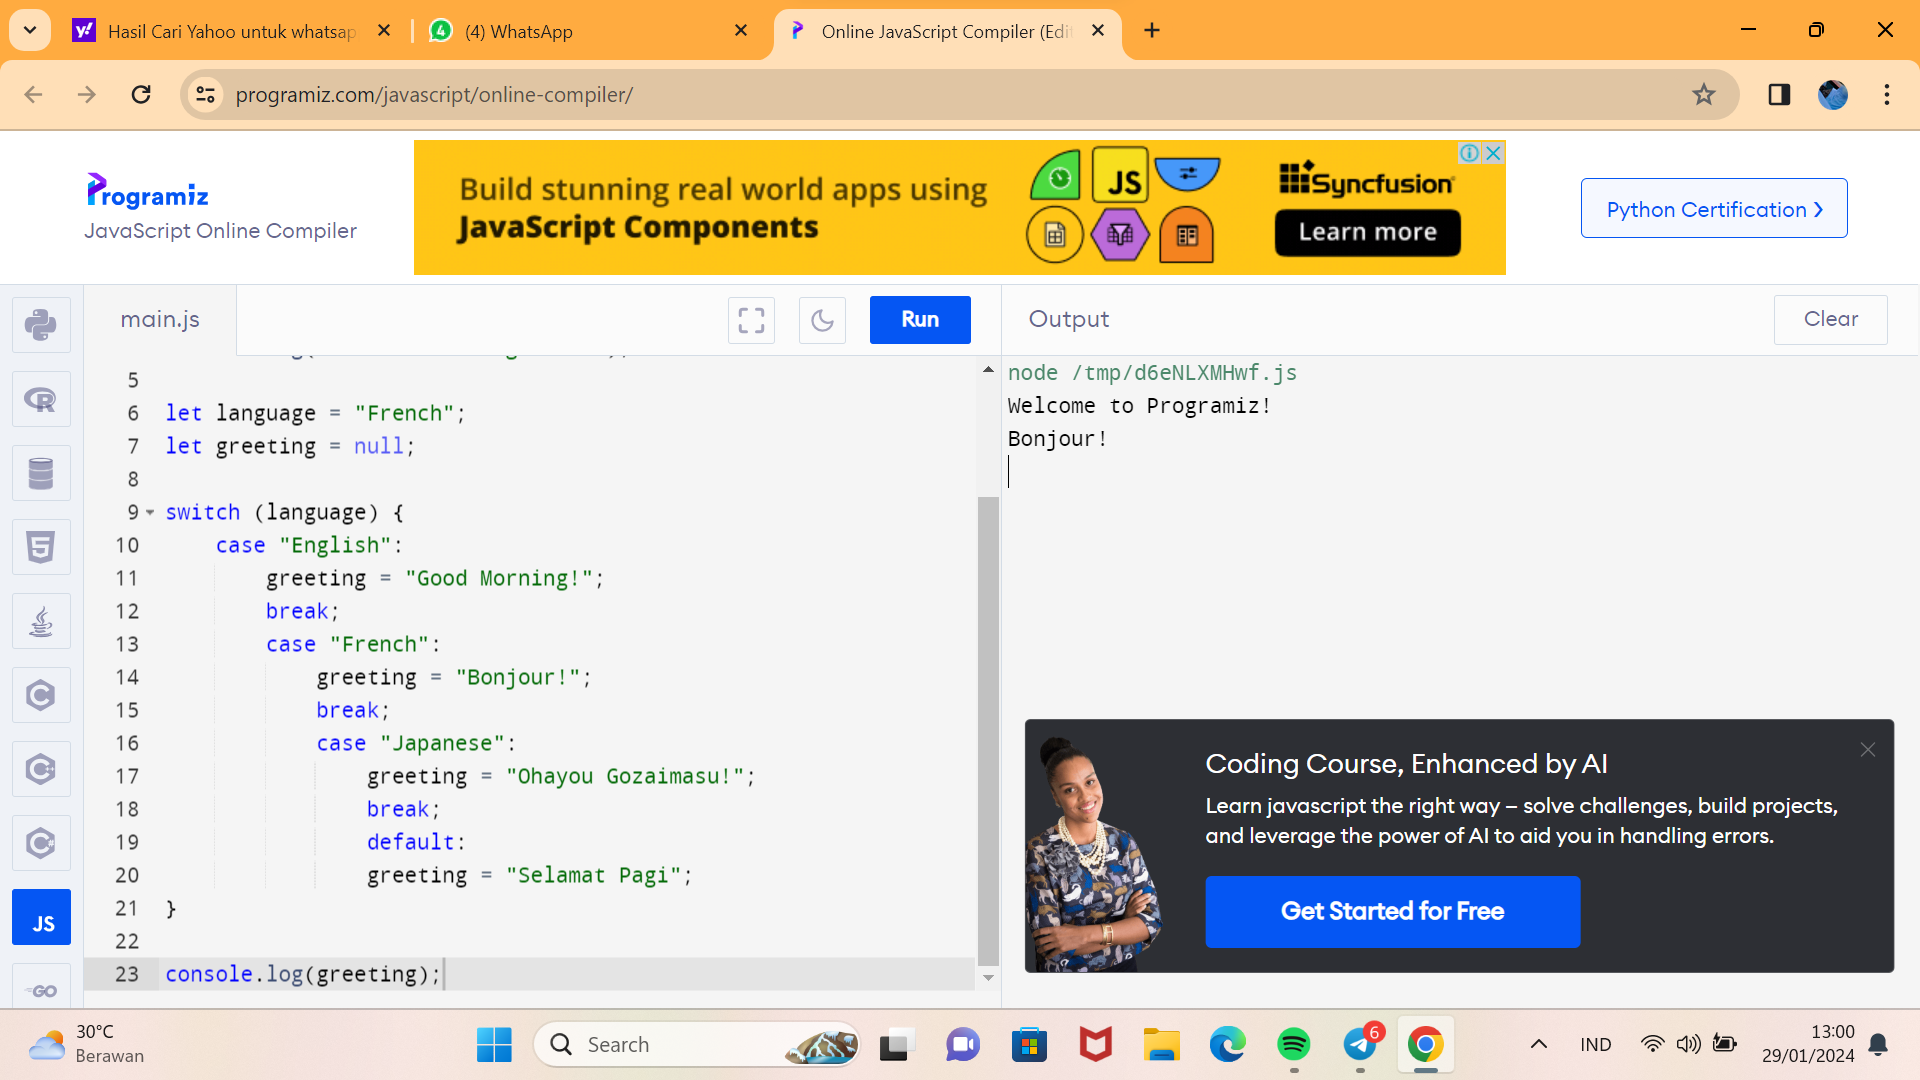 Hasil Cari Yahoo untuk whatsap
(4) WhatsApp
Online JavaScript Compiler (Edit
programiz.com/javascript/online-compiler/
Programiz
JavaScript Online Compiler
Build stunning real world apps using
JavaScript Components
JS
Syncfusion
Learn more
Python Certification ❯
main.js
Run
Output
Clear
5
6 let language = "French";
7 let greeting = null;
8
9 switch (language) {
10 case "English":
11 greeting = "Good Morning!";
12 break;
13 case "French":
14 greeting = "Bonjour!";
15 break;
16 case "Japanese":
17 greeting = "Ohayou Gozaimasu!";
18 break;
19 default:
20 greeting = "Selamat Pagi";
21 }
22
23 console.log(greeting);
node /tmp/d6eNLXMHwf.js
Welcome to Programiz!
Bonjour!
Coding Course, Enhanced by AI
Learn javascript the right way – solve challenges, build projects,
and leverage the power of AI to aid you in handling errors.
Get Started for Free
JS
GO
30°C
Berawan
Search
6
IND
13:00
29/01/2024